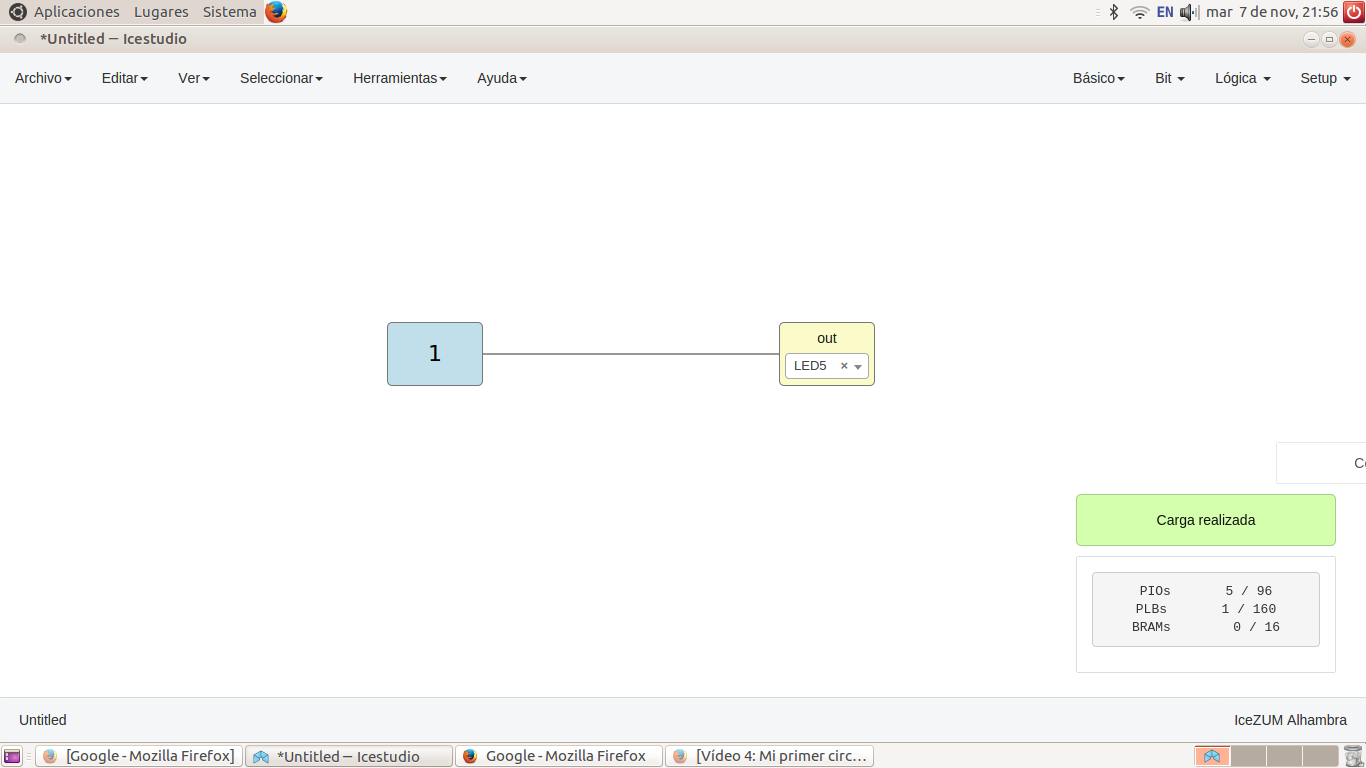 Aplicaciones Lugares Sistema EN mar 7 de nov, 21:56
*Untitled – Icestudio
Archivo Editar Ver Seleccionar Herramientas Ayuda Básico Bit Lógica Setup
1
out
LED5 ×
Carga realizada
PIOs 5 / 96
PLBs 1 / 160
BRAMs 0 / 16
Untitled IceZUM Alhambra
[Google - Mozilla Firefox] *Untitled – Icestudio Google - Mozilla Firefox [Vídeo 4: Mi primer circ...